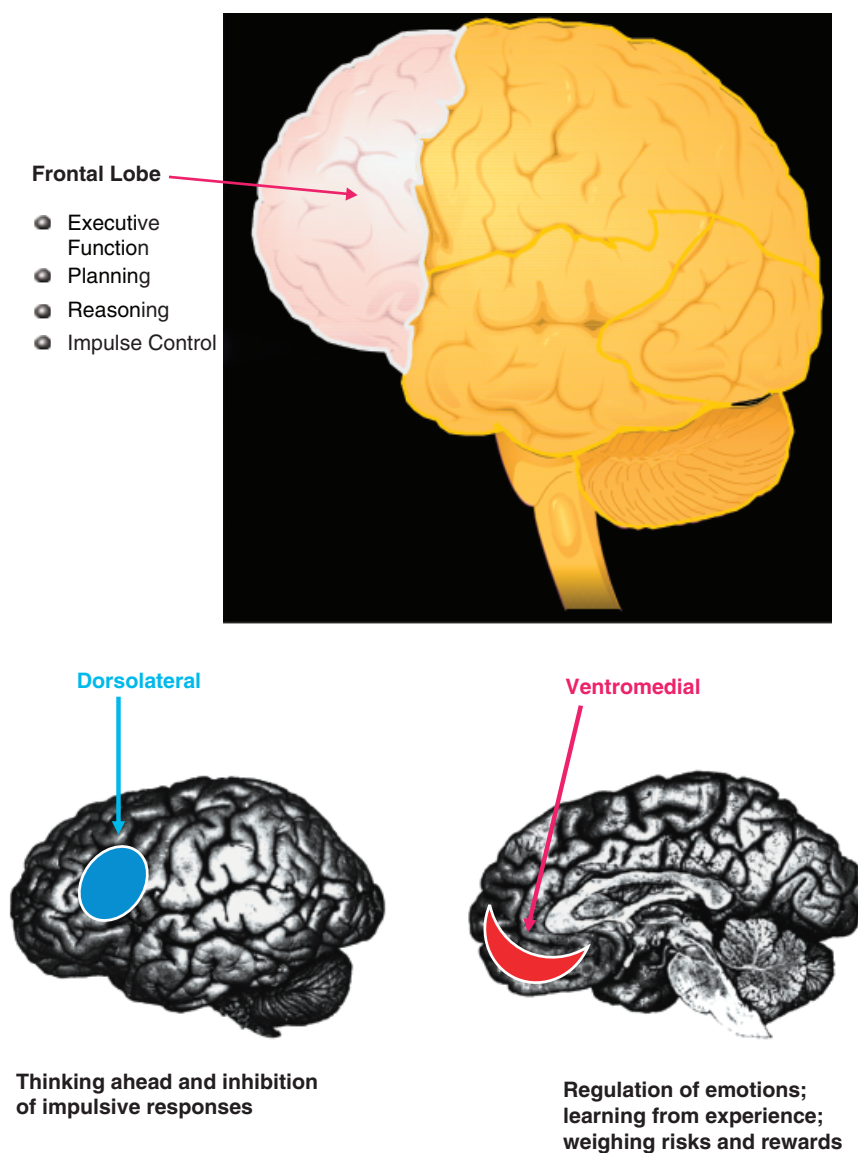 Frontal Lobe
Executive
Function
Planning
Reasoning
Impulse Control
Dorsolateral
Ventromedial
Thinking ahead and inhibition
of impulsive responses
Regulation of emotions;
learning from experience;
weighing risks and rewards